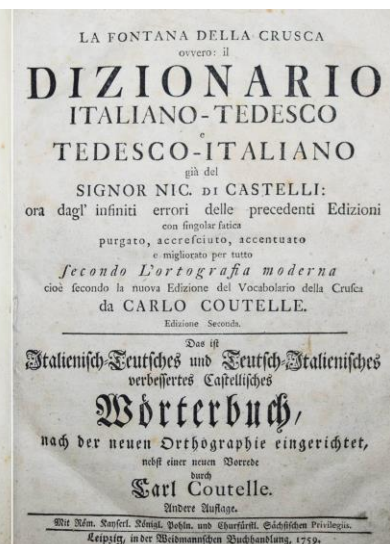 LA FONTANA DELLA CRUSCA
ovvero: il
DIZIONARIO
ITALIANO-TEDESCO
e
TEDESCO-ITALIANO
già del
SIGNOR NIC. DI CASTELLI:
ora dagl' infiniti errori delle precedenti Edizioni
con ſingolar fatica
purgato, accreſciuto, accentuato
e migliorato per tutto
ſecondo L'ortografia moderna
cioè ſecondo la nuova Edizione del Vocabolario della Cruſca
da CARLO COUTELLE.
Edizione Seconda.
Das iſt
Italieniſch-Teutſches und Teutſch-Italieniſches
verbeſſertes Caſtelliſches
Wörterbuch,
nach der neuen Orthographie eingerichtet,
nebſt einer neuen Vorrede
durch
Carl Coutelle.
Andere Auflage.
Mit Röm. Kayſerl. Königl. Pohln. und Churfürſtl. Sächſiſchen Privilegiis.
Leipzig, in der Weidmanniſchen Buchhandlung, 1759.